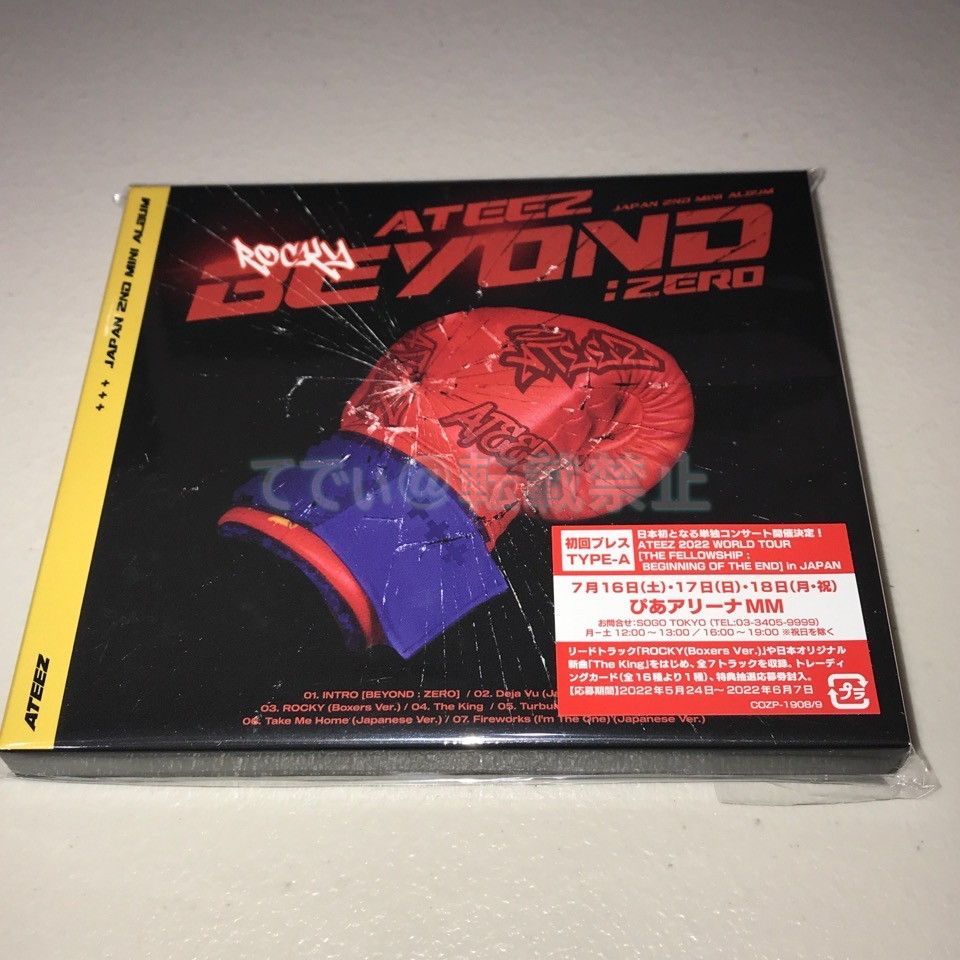 +++ JAPAN 2ND MINI ALBUM
ATEEZ
ATEEZ
JAPAN 2ND MINI ALBUM
ROCKY
BEYOND
:ZERO
ATEEZ
ATEEZ
てでぃ@転載禁止
初回プレス
TYPE-A
日本初となる単独コンサート開催決定！
ATEEZ 2022 WORLD TOUR
[THE FELLOWSHIP :
BEGINNING OF THE END] in JAPAN
7月16日(土)・17日(日)・18日(月・祝)
ぴあアリーナMM
お問合せ:SOGO TOKYO (TEL:03-3405-9999)
月－土 12:00～13:00 / 16:00～19:00 ※祝日を除く
リードトラック「ROCKY(Boxers Ver.)」や日本オリジナル
新曲「The King」をはじめ、全7トラックを収録。トレーディ
ングカード(全16種より1種)、特典抽選応募券封入。
【応募期間】2022年5月24日～2022年6月7日
COZP-1908/9
プラ
01. INTRO [BEYOND : ZERO] / 02. Deja Vu
03. ROCKY (Boxers Ver.) / 04. The King / 05.
06. Take Me Home (Japanese Ver.) / 07. Fireworks (I'm The One) (Japanese Ver.)